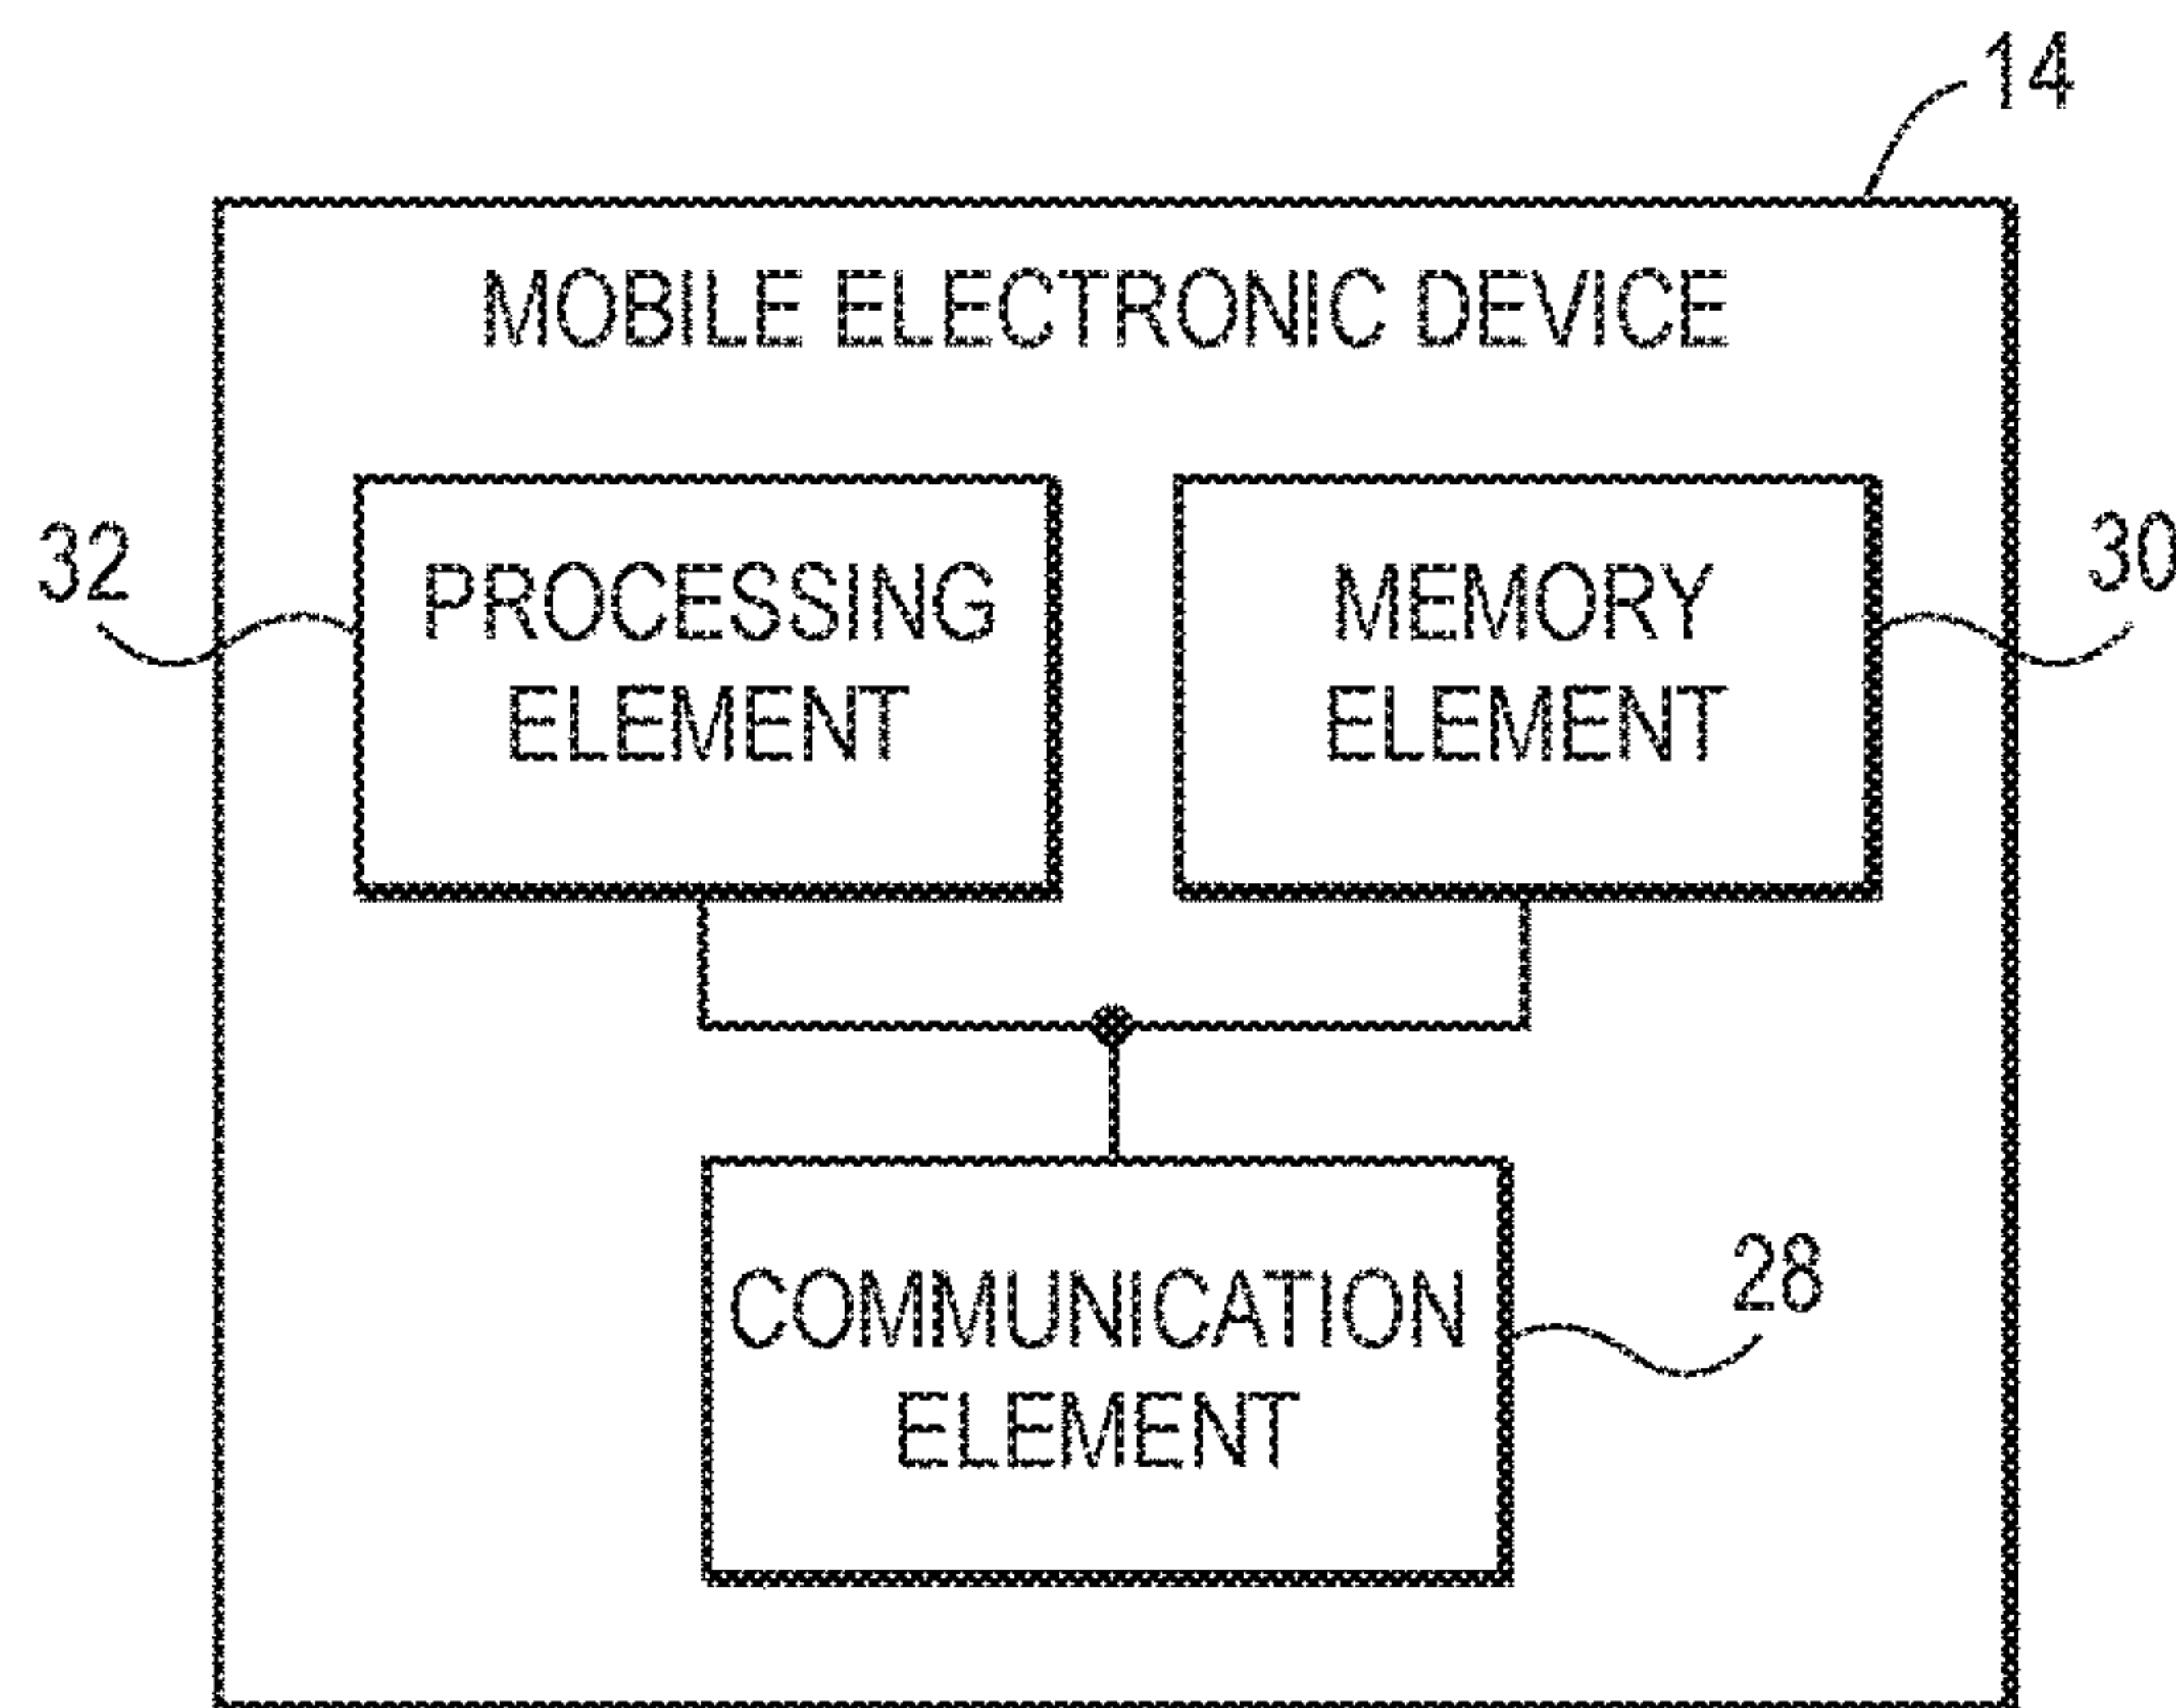 14
MOBILE ELECTRONIC DEVICE
32
PROCESSING
ELEMENT
MEMORY
ELEMENT
30
COMMUNICATION
ELEMENT
28